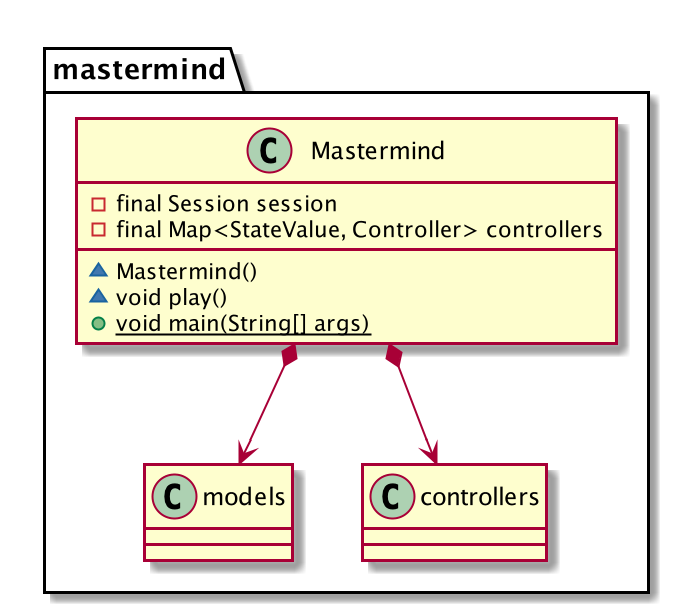 mastermind
C Mastermind
final Session session
final Map<StateValue, Controller> controllers
Mastermind()
void play()
void main(String[] args)
C models
C controllers